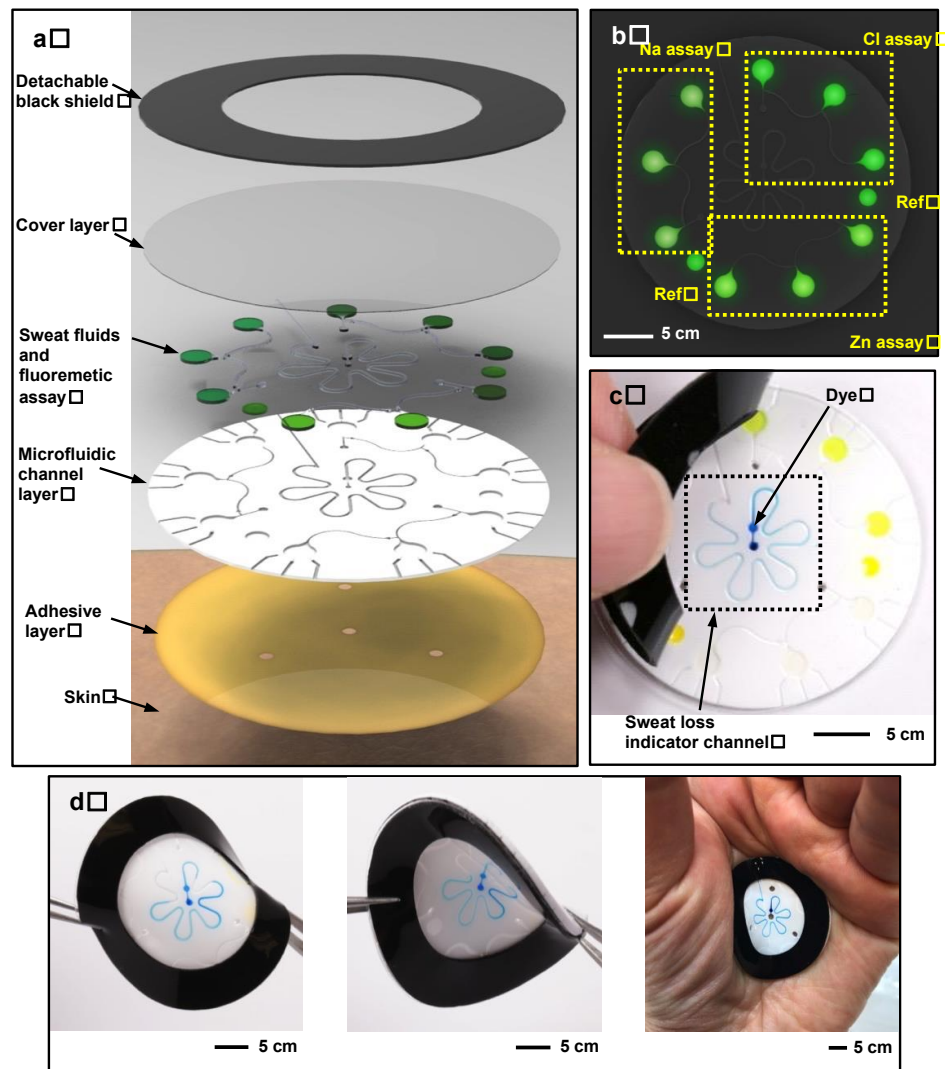 a□
Detachable
black shield□
Cover layer□
Sweat fluids
and
fluoremetic
assay□
Microfluidic
channel
layer□
Adhesive
layer□
Skin□
b□
Na assay□
Cl assay□
Ref□
Ref□
5 cm
Zn assay□
c□
Dye□
Sweat loss
indicator channel□
5 cm
d□
5 cm
5 cm
5 cm